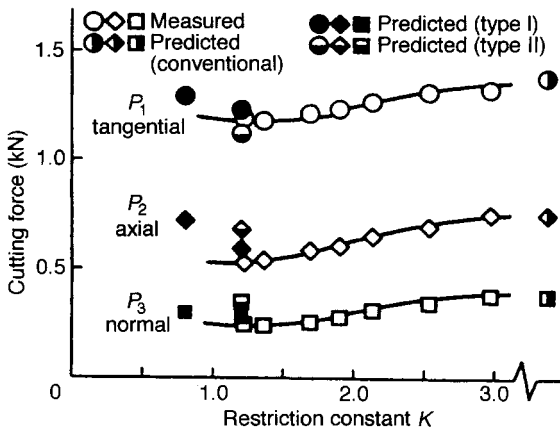 Measured
Predicted
(conventional)
Predicted (type I)
Predicted (type II)
Cutting force (kN)
1.5
1.0
0.5
0
P1
tangential
P2
axial
P3
normal
1.0
2.0
3.0
Restriction constant K